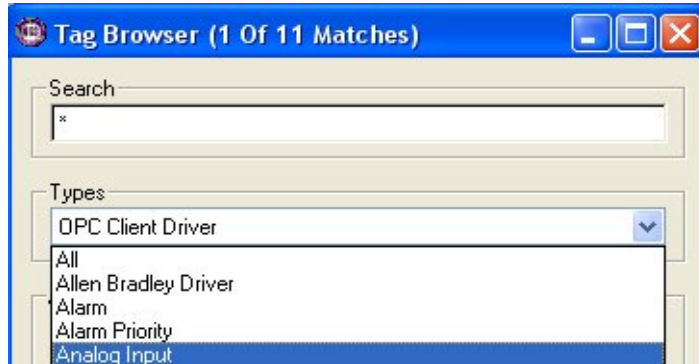 Tag Browser (1 Of 11 Matches)
Search
*
Types
OPC Client Driver
All
Allen Bradley Driver
Alarm
Alarm Priority
Analog Input